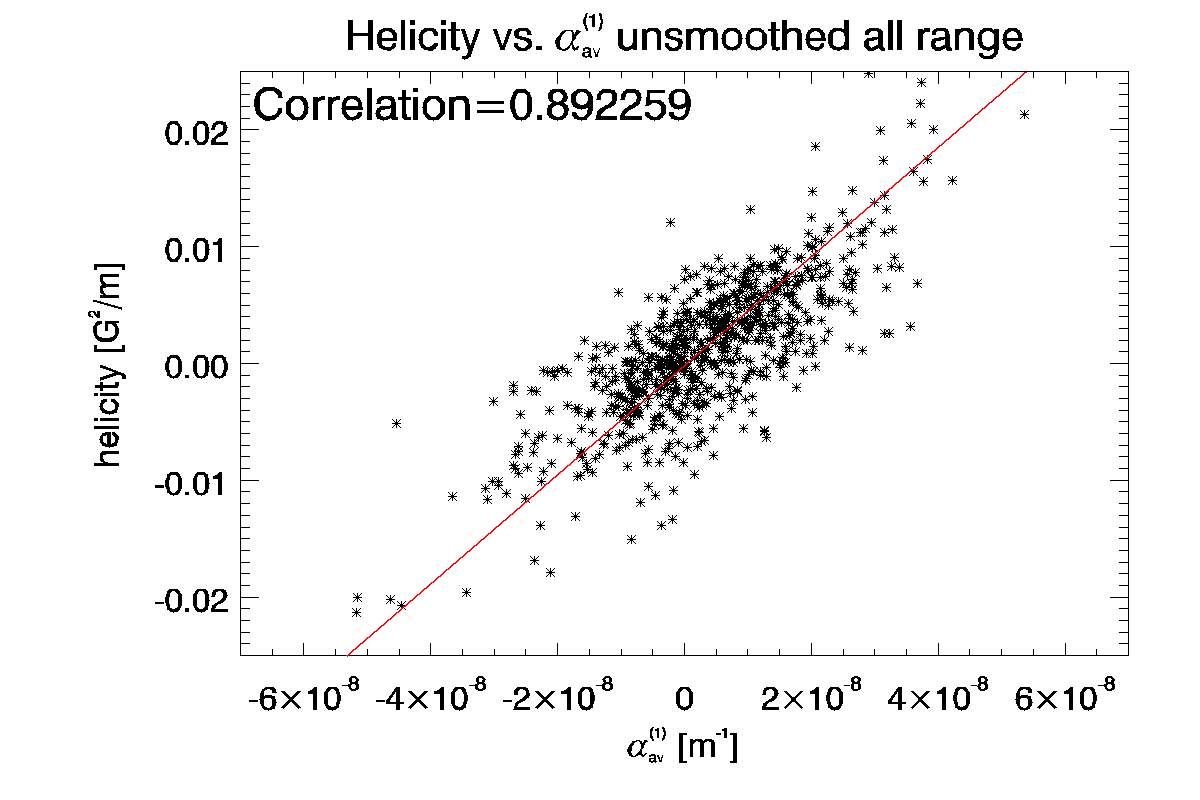 Helicity vs. α_av^(1) unsmoothed all range
Correlation=0.892259
0.02
0.01
0.00
-0.01
-0.02
helicity [G²/m]
-6×10⁻⁸ -4×10⁻⁸ -2×10⁻⁸ 0 2×10⁻⁸ 4×10⁻⁸ 6×10⁻⁸
α_av^(1) [m⁻¹]